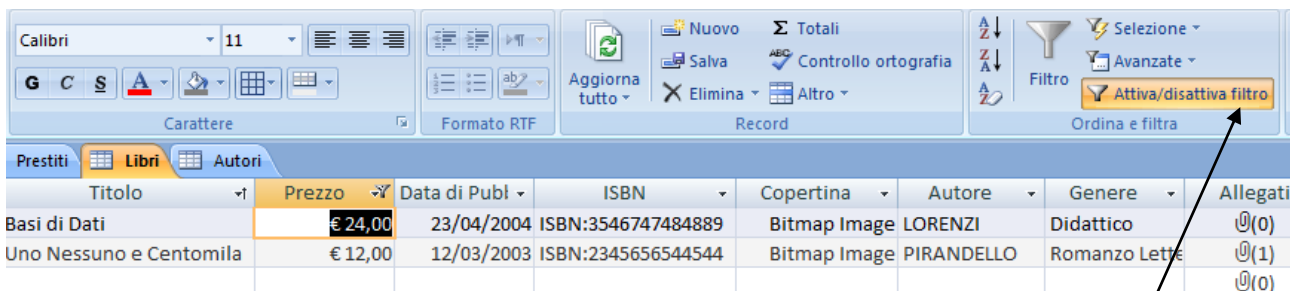 Calibri 11 Nuovo Σ Totali Selezione
Salva ABC Controllo ortografia Avanzate
G C S A ab Aggiorna tutto Elimina Altro Filtro Attiva/disattiva filtro
Carattere Formato RTF Record Ordina e filtra
Prestiti Libri Autori
Titolo Prezzo Data di Pubbl ISBN Copertina Autore Genere Allegati
Basi di Dati € 24,00 23/04/2004 ISBN:3546747484889 Bitmap Image LORENZI Didattico (0)
Uno Nessuno e Centomila € 12,00 12/03/2003 ISBN:2345656544544 Bitmap Image PIRANDELLO Romanzo Lette (1)
(0)